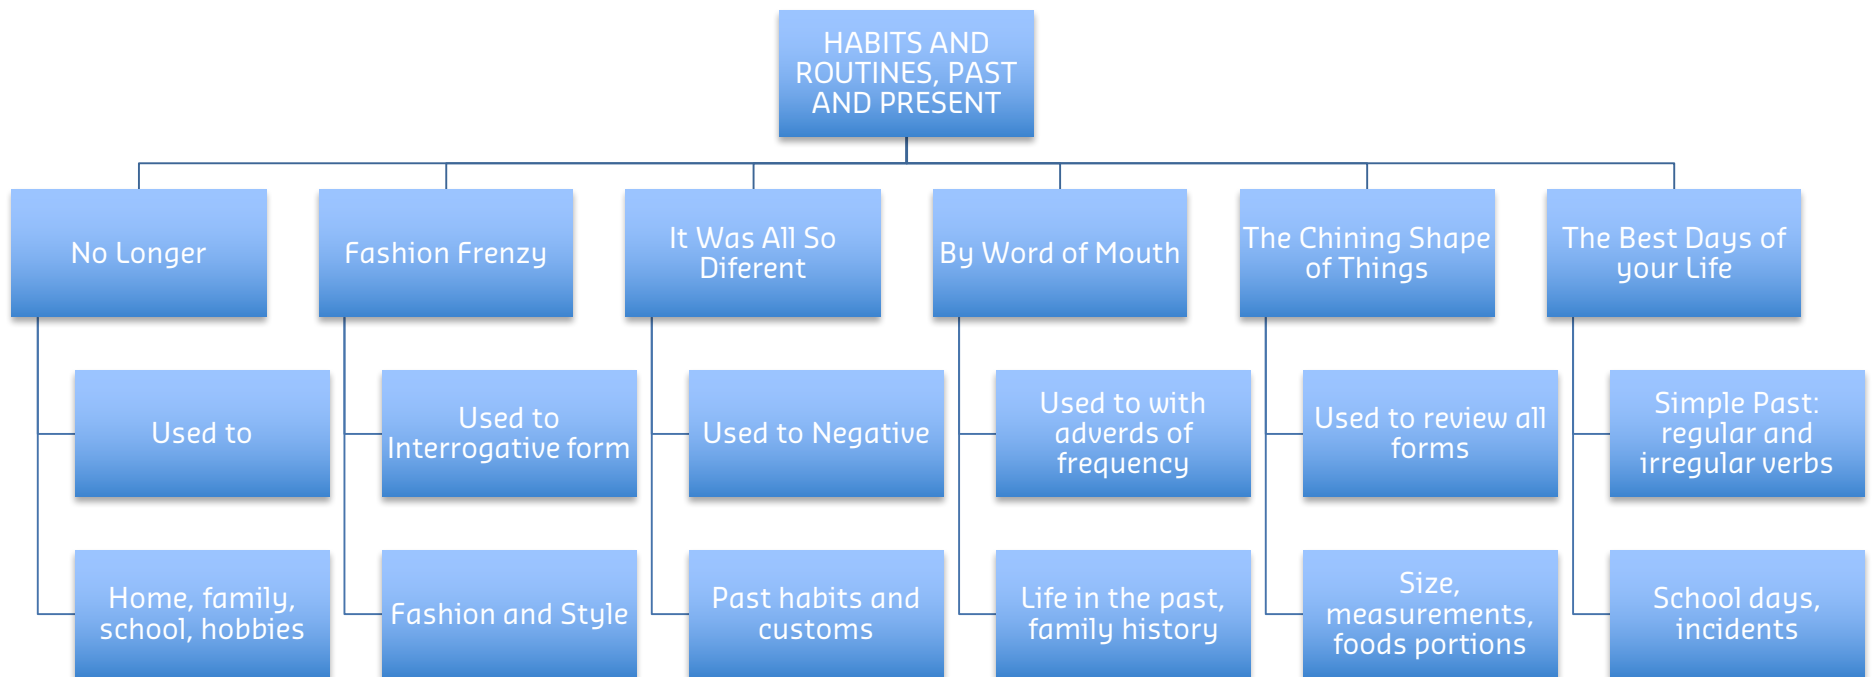 HABITS AND
ROUTINES, PAST
AND PRESENT
No Longer
Fashion Frenzy
It Was All So
Diferent
By Word of Mouth
The Chining Shape
of Things
The Best Days of
your Life
Used to
Used to
Interrogative form
Used to Negative
Used to with
adverds of
frequency
Used to review all
forms
Simple Past:
regular and
irregular verbs
Home, family,
school, hobbies
Fashion and Style
Past habits and
customs
Life in the past,
family history
Size,
measurements,
foods portions
School days,
incidents